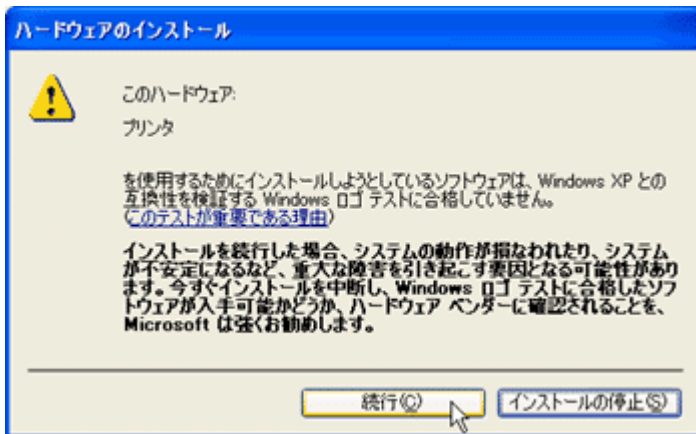 ハードウェアのインストール
このハードウェア:
プリンタ
を使用するためにインストールしようとしているソフトウェアは、Windows XP との
互換性を検証する Windows ロゴ テストに合格していません。
(このテストが重要である理由)
インストールを続行した場合、システムの動作が損なわれたり、システム
が不安定になるなど、重大な障害を引き起こす要因となる可能性があり
ます。今すぐインストールを中断し、Windows ロゴ テストに合格したソフ
トウェアが入手可能かどうか、ハードウェア ベンダーに確認されることを、
Microsoft は強くお勧めします。
続行(C)
インストールの停止(S)